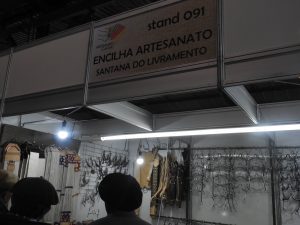 stand 091
ENCILHA ARTESANATO
SANTANA DO LIVRAMENTO